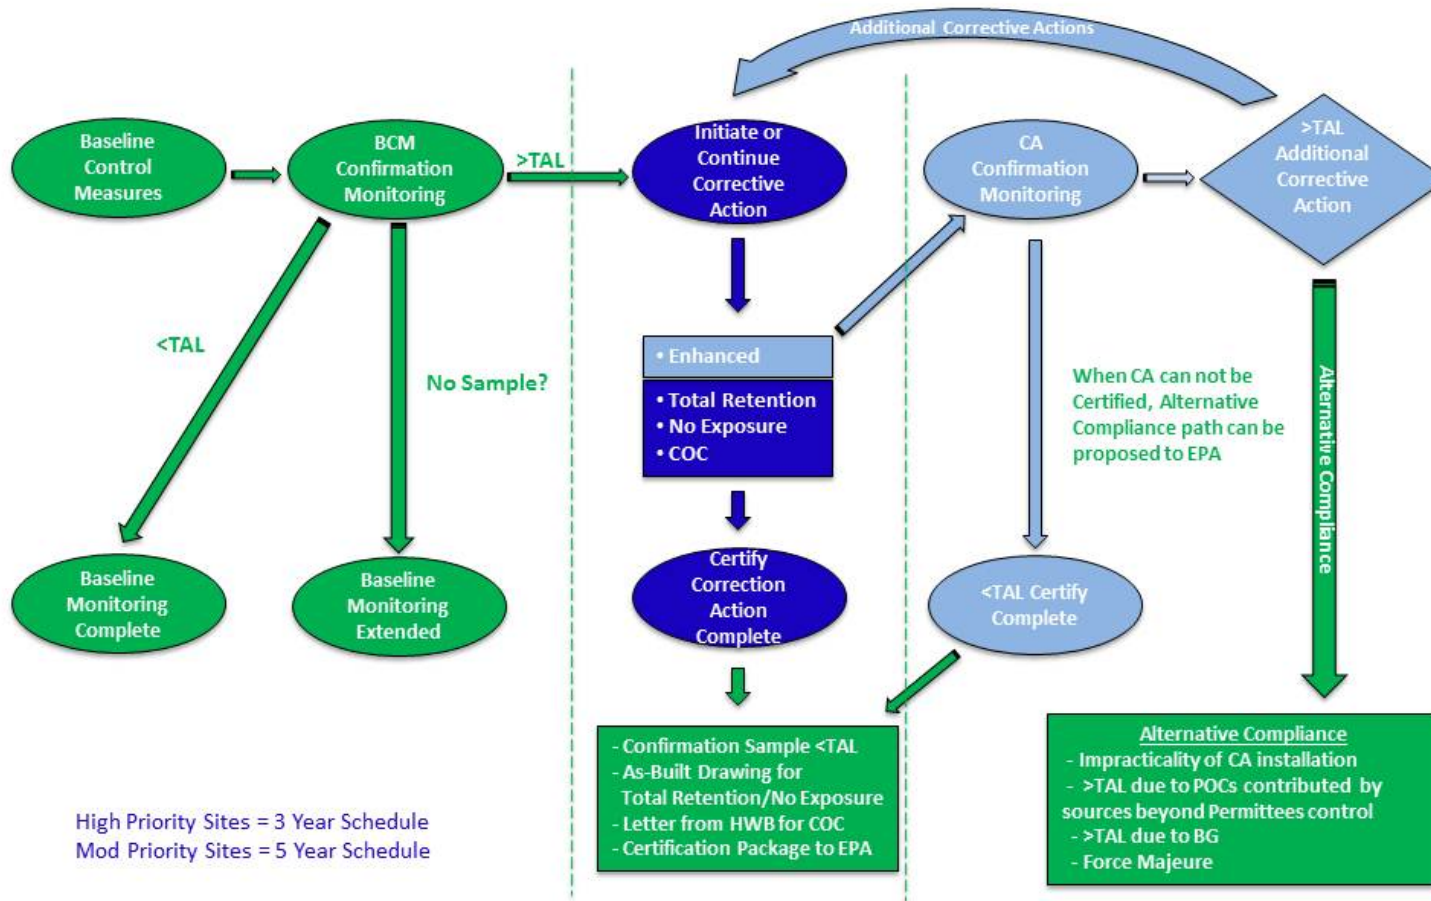 Additional Corrective Actions
Baseline
Control
Measures
BCM
Confirmation
Monitoring
>TAL
Initiate or
Continue
Corrective
Action
CA
Confirmation
Monitoring
>TAL
Additional
Corrective
Action
<TAL
No Sample?
• Enhanced
• Total Retention
• No Exposure
• COC
When CA can not be
Certified, Alternative
Compliance path can be
proposed to EPA
Alternative Compliance
Baseline
Monitoring
Complete
Baseline
Monitoring
Extended
Certify
Correction
Action
Complete
<TAL Certify
Complete
- Confirmation Sample <TAL
- As-Built Drawing for
Total Retention/No Exposure
- Letter from HWB for COC
- Certification Package to EPA
Alternative Compliance
- Impracticality of CA installation
- >TAL due to POCs contributed by
sources beyond Permittees control
- >TAL due to BG
- Force Majeure
High Priority Sites = 3 Year Schedule
Mod Priority Sites = 5 Year Schedule